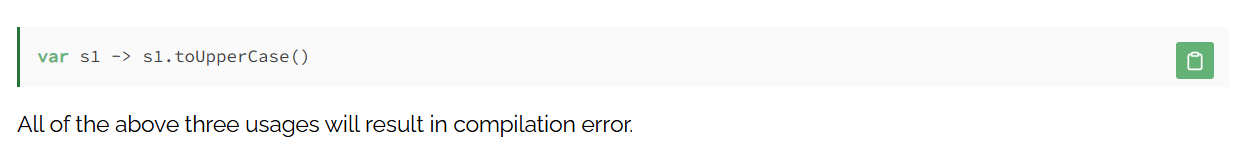 var s1 -> s1.toUpperCase()
All of the above three usages will result in compilation error.